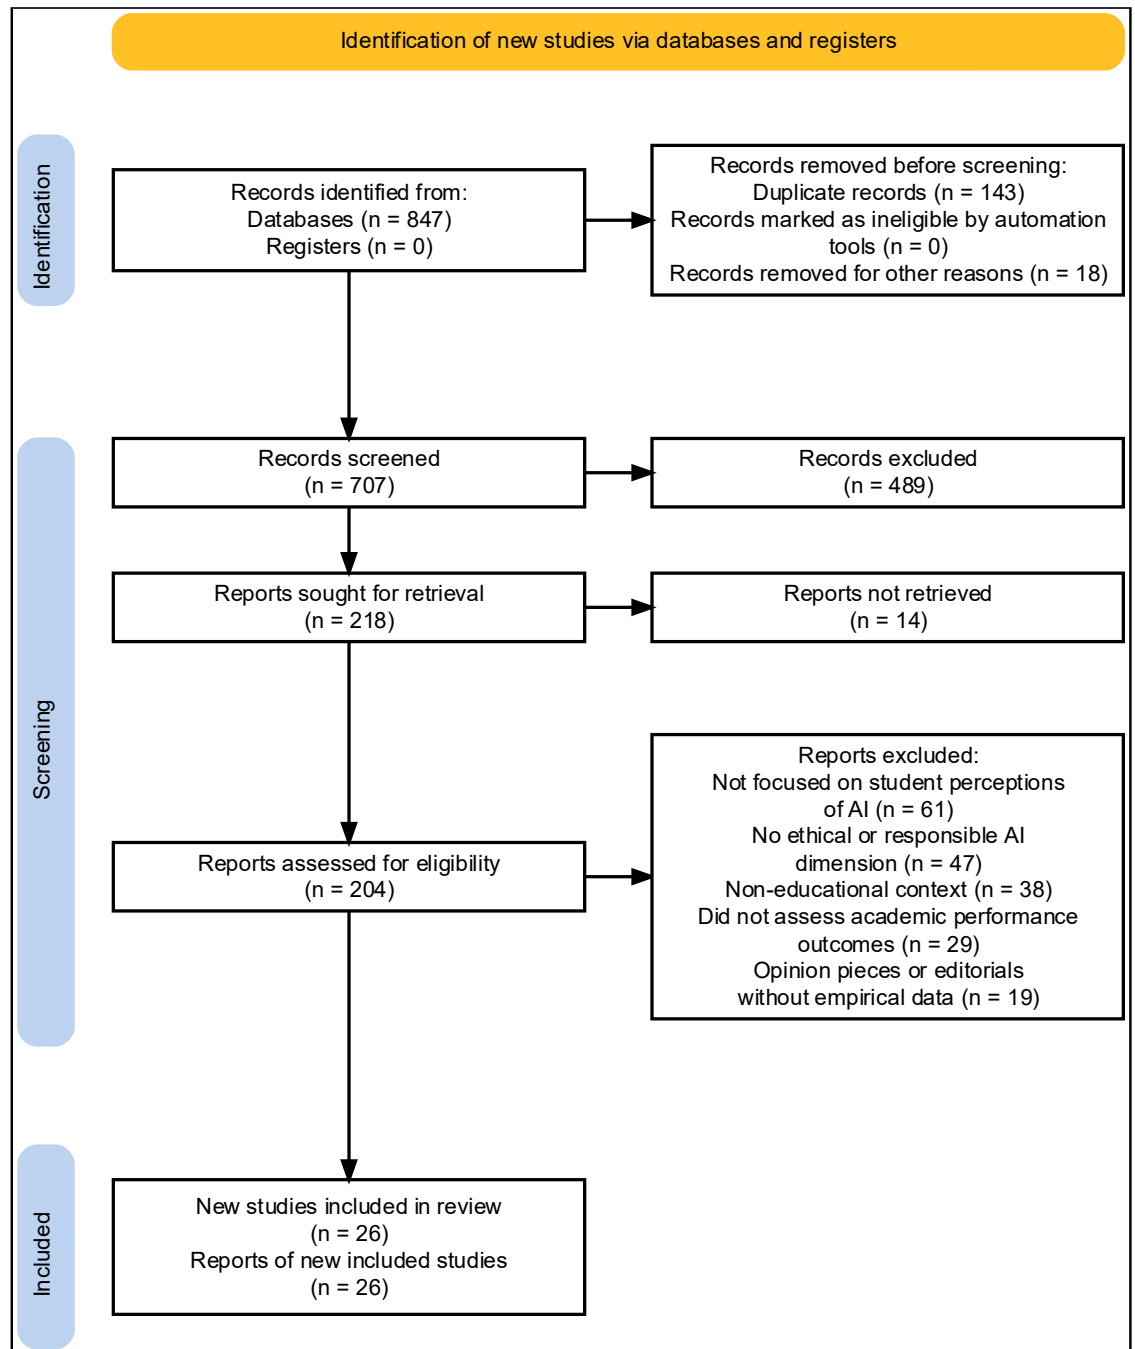 Identification of new studies via databases and registers
Identification
Records identified from:
Databases (n = 847)
Registers (n = 0)
Records removed before screening:
Duplicate records (n = 143)
Records marked as ineligible by automation
tools (n = 0)
Records removed for other reasons (n = 18)
Screening
Records screened
(n = 707)
Records excluded
(n = 489)
Reports sought for retrieval
(n = 218)
Reports not retrieved
(n = 14)
Reports assessed for eligibility
(n = 204)
Reports excluded:
Not focused on student perceptions
of AI (n = 61)
No ethical or responsible AI
dimension (n = 47)
Non-educational context (n = 38)
Did not assess academic performance
outcomes (n = 29)
Opinion pieces or editorials
without empirical data (n = 19)
Included
New studies included in review
(n = 26)
Reports of new included studies
(n = 26)